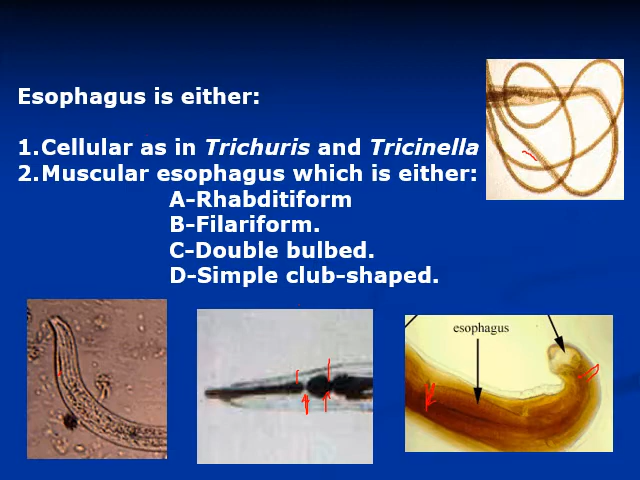 Esophagus is either:
1.Cellular as in Trichuris and Tricinella
2.Muscular esophagus which is either:
A-Rhabditiform
B-Filariform.
C-Double bulbed.
D-Simple club-shaped.
esophagus